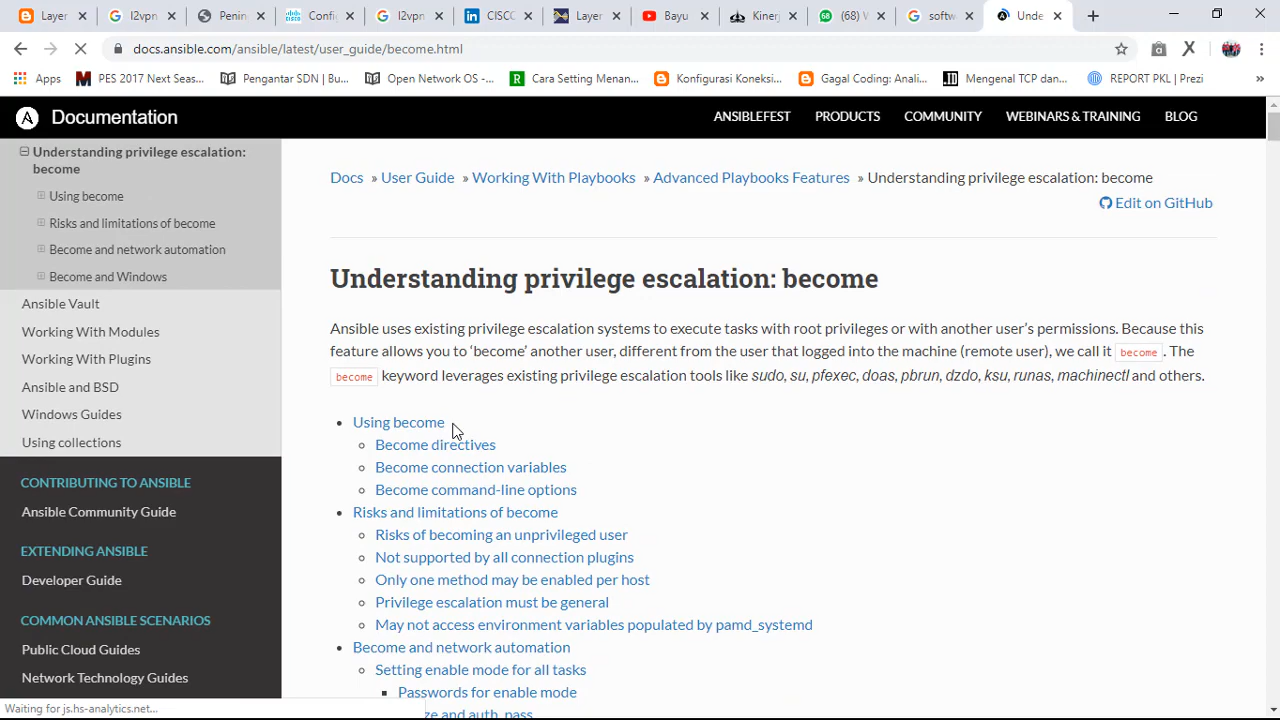 Layer
l2vpn
Penin
Config
l2vpn
CISCO
Layer
Bayu
Kinerj
(68) V
softw
Unde
docs.ansible.com/ansible/latest/user_guide/become.html
Apps
PES 2017 Next Seas...
Pengantar SDN | Bu...
Open Network OS -...
Cara Setting Menan...
Konfigurasi Koneksi...
Gagal Coding: Anali...
Mengenal TCP dan...
REPORT PKL | Prezi
Documentation
ANSIBLEFEST
PRODUCTS
COMMUNITY
WEBINARS & TRAINING
BLOG
Understanding privilege escalation:
become
Using become
Risks and limitations of become
Become and network automation
Become and Windows
Ansible Vault
Working With Modules
Working With Plugins
Ansible and BSD
Windows Guides
Using collections
CONTRIBUTING TO ANSIBLE
Ansible Community Guide
EXTENDING ANSIBLE
Developer Guide
COMMON ANSIBLE SCENARIOS
Public Cloud Guides
Network Technology Guides
Waiting for js.hs-analytics.net...
Docs » User Guide » Working With Playbooks » Advanced Playbooks Features » Understanding privilege escalation: become
Edit on GitHub
Understanding privilege escalation: become
Ansible uses existing privilege escalation systems to execute tasks with root privileges or with another user’s permissions. Because this
feature allows you to ‘become’ another user, different from the user that logged into the machine (remote user), we call it become. The
become keyword leverages existing privilege escalation tools like sudo, su, pfexec, doas, pbrun, dzdo, ksu, runas, machinectl and others.
Using become
Become directives
Become connection variables
Become command-line options
Risks and limitations of become
Risks of becoming an unprivileged user
Not supported by all connection plugins
Only one method may be enabled per host
Privilege escalation must be general
May not access environment variables populated by pamd_systemd
Become and network automation
Setting enable mode for all tasks
Passwords for enable mode
and auth_pass